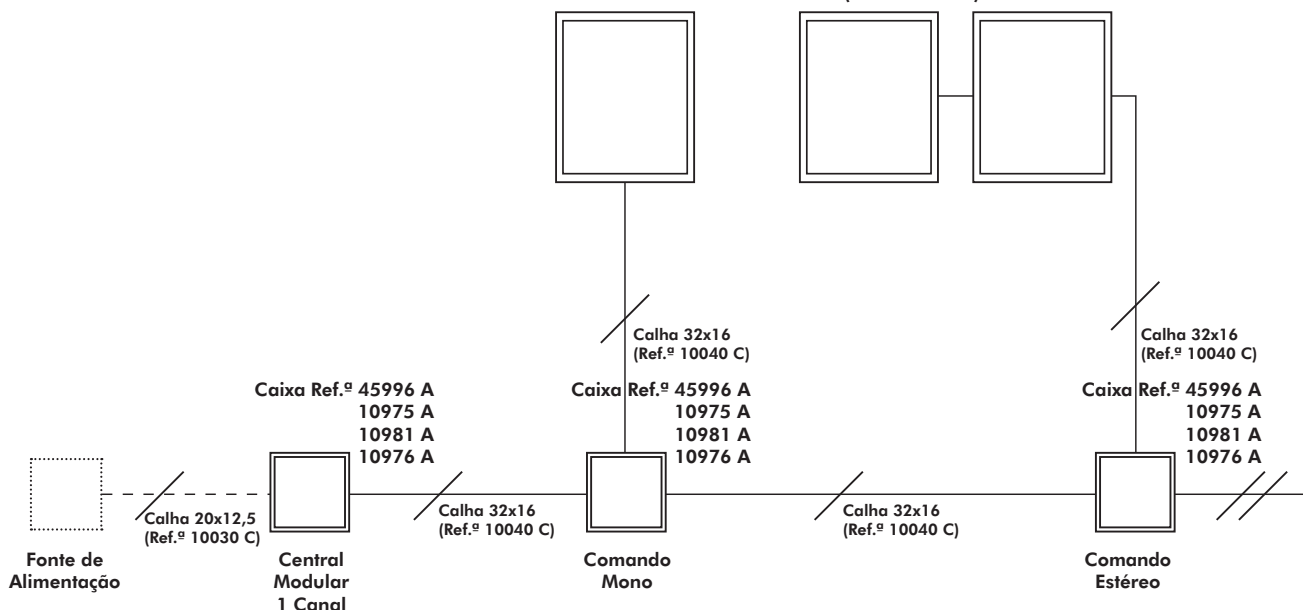 Calha 32x16
(Ref.ª 10040 C)
Calha 32x16
(Ref.ª 10040 C)
Caixa Ref.ª 45996 A
10975 A
10981 A
10976 A
Caixa Ref.ª 45996 A
10975 A
10981 A
10976 A
Caixa Ref.ª 45996 A
10975 A
10981 A
10976 A
Calha 20x12,5
(Ref.ª 10030 C)
Calha 32x16
(Ref.ª 10040 C)
Calha 32x16
(Ref.ª 10040 C)
Fonte de
Alimentação
Central
Modular
1 Canal
Comando
Mono
Comando
Estéreo